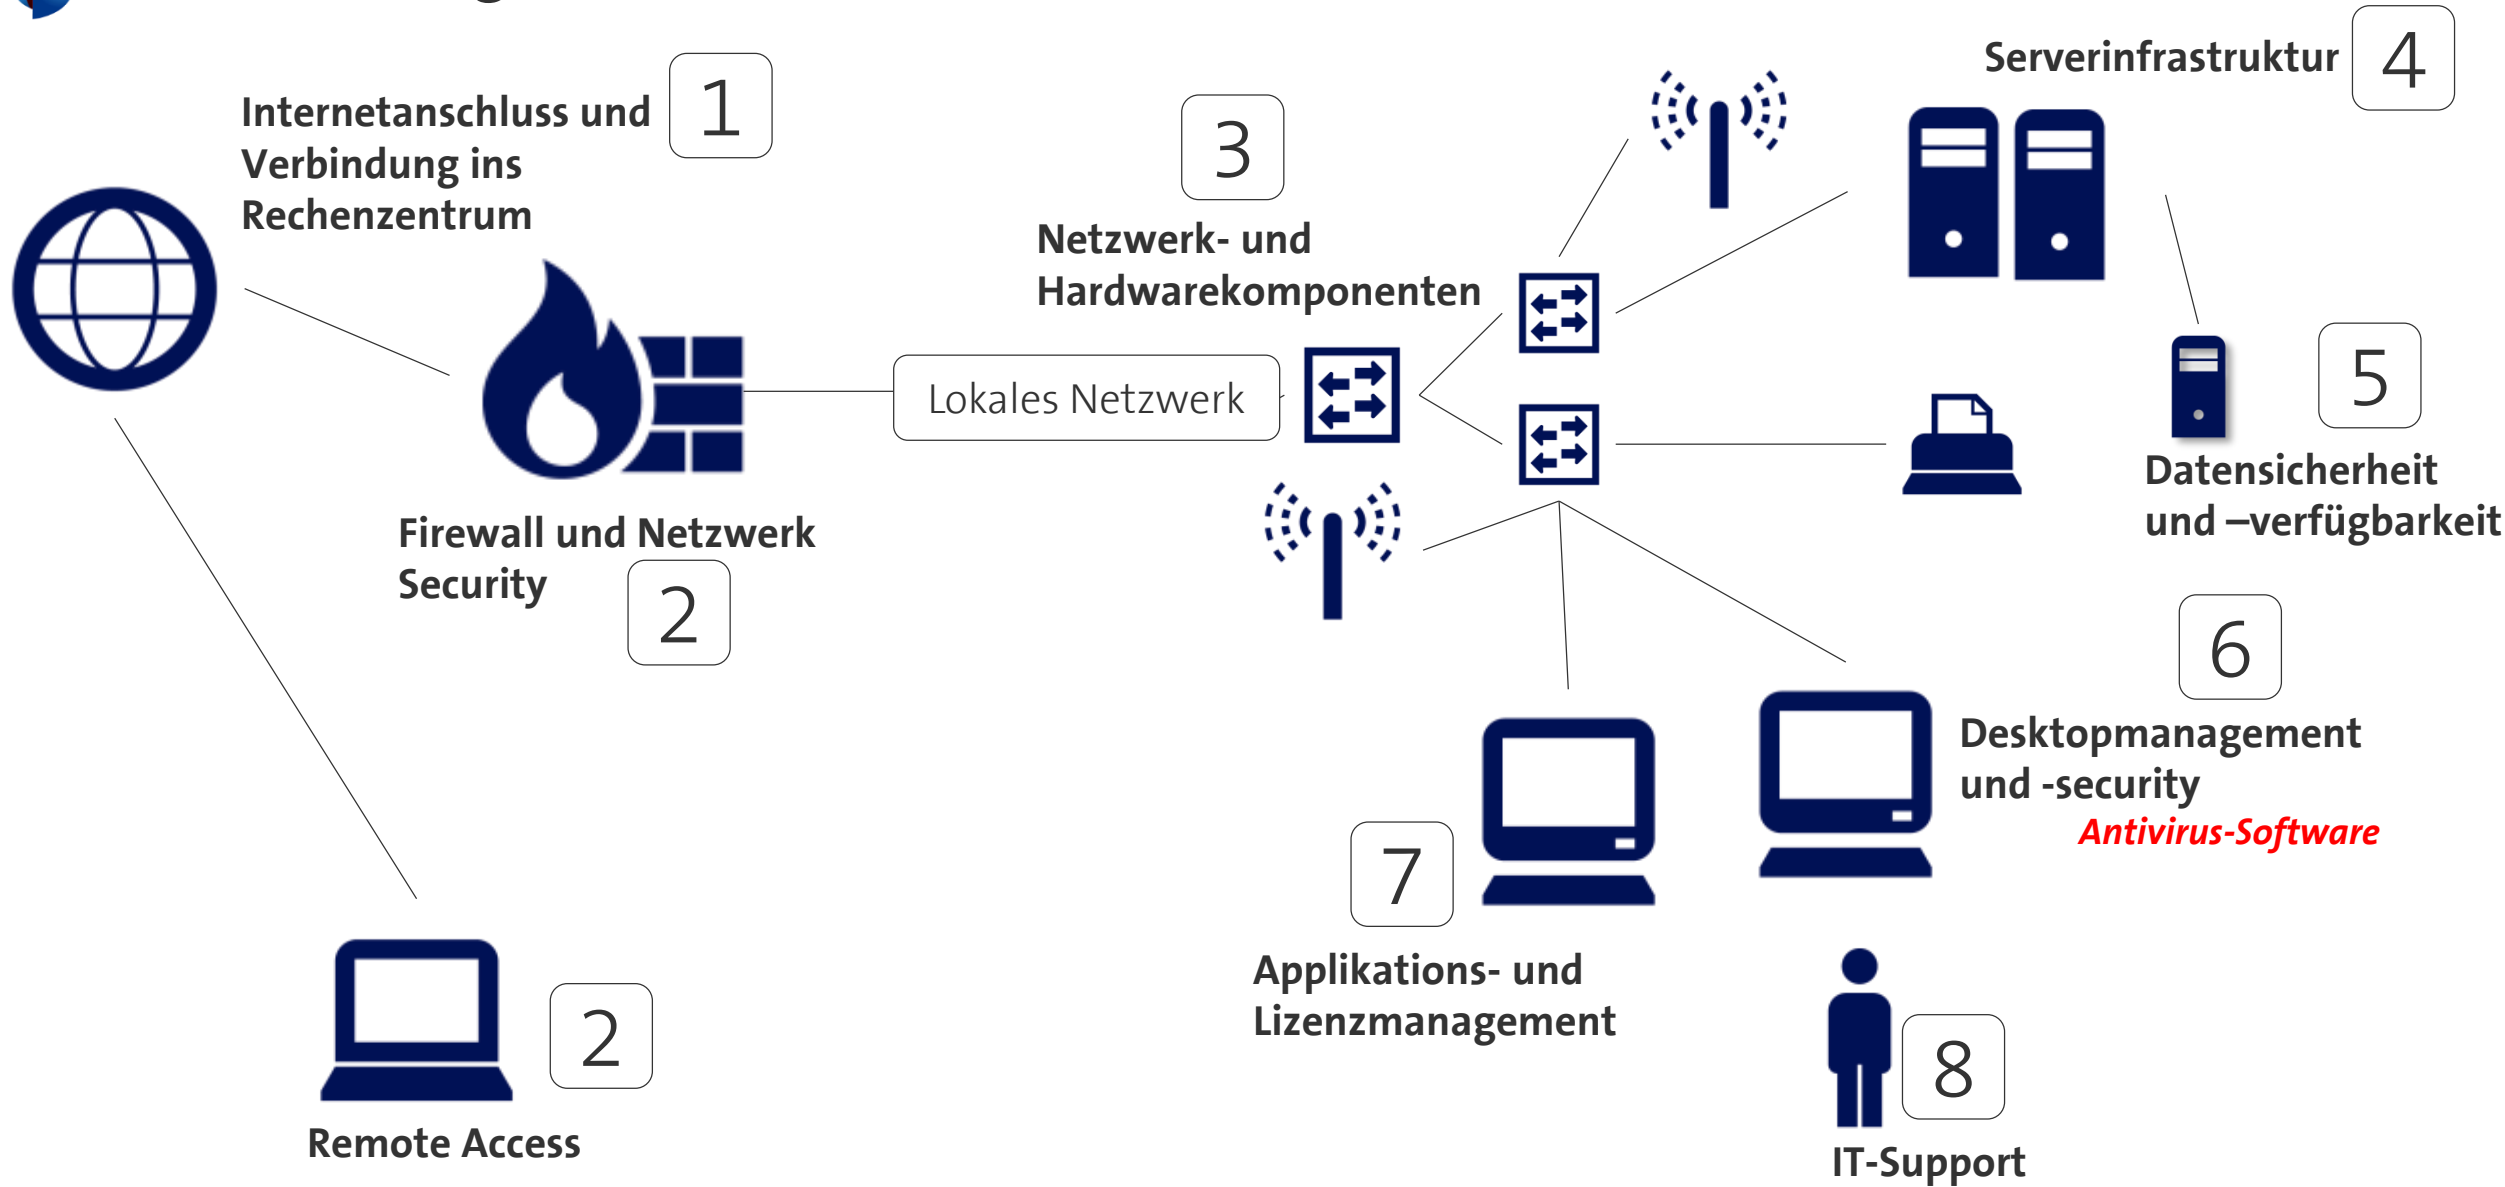 Internetanschluss und
Verbindung ins
Rechenzentrum
1
Firewall und Netzwerk
Security
2
Lokales Netzwerk
3
Netzwerk- und
Hardwarekomponenten
Serverinfrastruktur
4
5
Datensicherheit
und –verfügbarkeit
6
Desktopmanagement
und -security
Antivirus-Software
7
Applikations- und
Lizenzmanagement
8
IT-Support
2
Remote Access